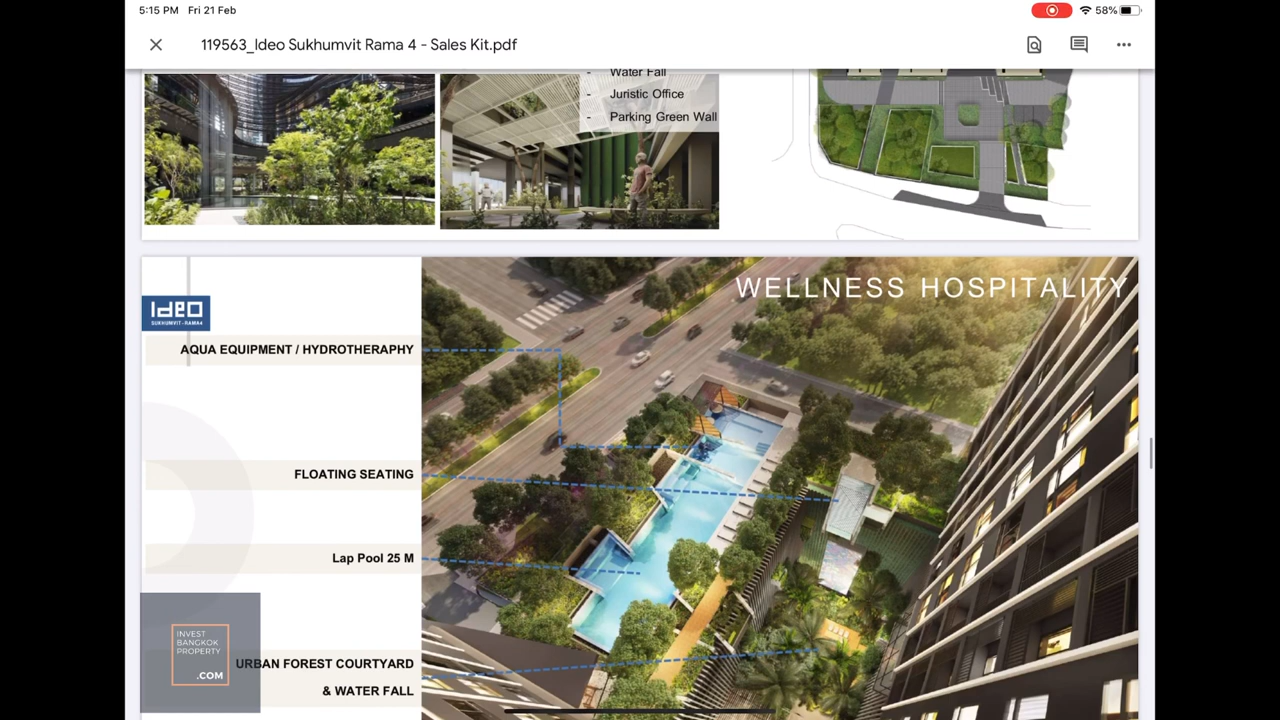 5:15 PM Fri 21 Feb
58%
119563_Ideo Sukhumvit Rama 4 - Sales Kit.pdf
- Water Fall
- Juristic Office
- Parking Green Wall
WELLNESS HOSPITALITY
Ideo
SUKHUMVIT-RAMA4
AQUA EQUIPMENT / HYDROTHERAPHY
FLOATING SEATING
Lap Pool 25 M
INVEST
BANGKOK
PROPERTY
.COM
URBAN FOREST COURTYARD
& WATER FALL